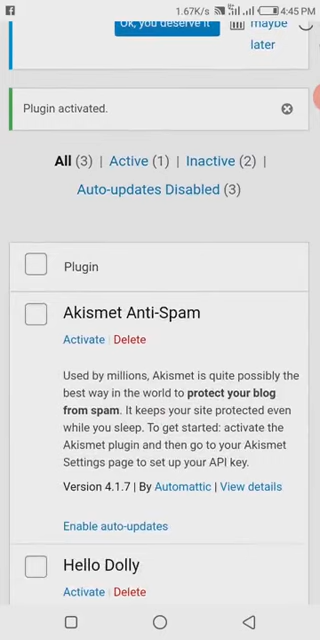 1.67K/s 4:45 PM
Ok, you deserve it
maybe
later
Plugin activated.
All (3) | Active (1) | Inactive (2) |
Auto-updates Disabled (3)
Plugin
Akismet Anti-Spam
Activate | Delete
Used by millions, Akismet is quite possibly the
best way in the world to protect your blog
from spam. It keeps your site protected even
while you sleep. To get started: activate the
Akismet plugin and then go to your Akismet
Settings page to set up your API key.
Version 4.1.7 | By Automattic | View details
Enable auto-updates
Hello Dolly
Activate | Delete